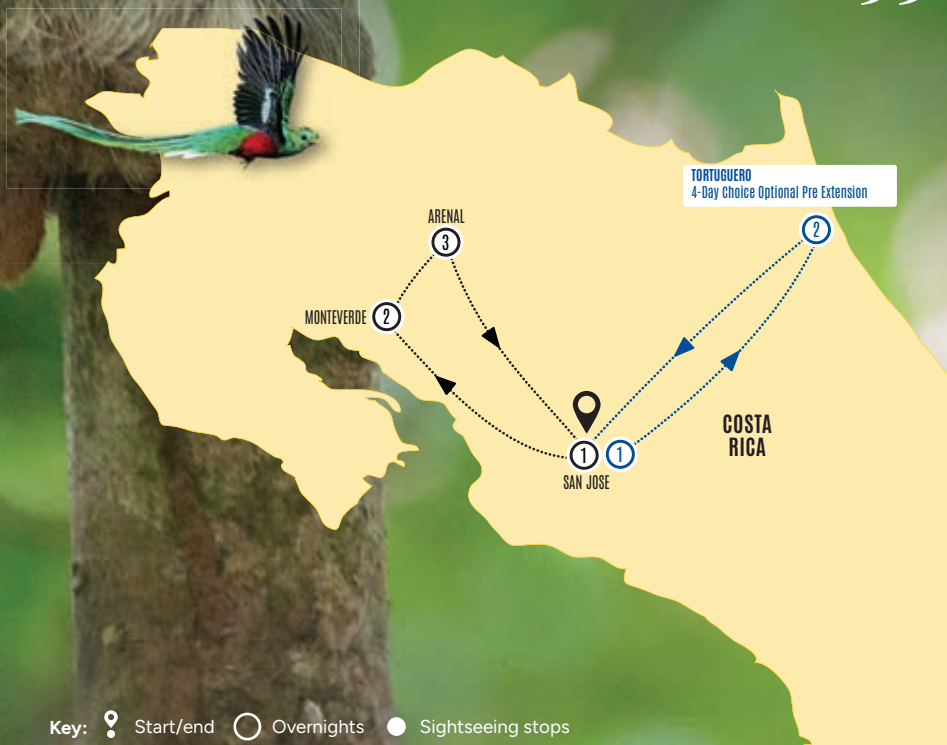 TORTUGUERO
4-Day Choice Optional Pre Extension
2
ARENAL
3
MONTEVERDE 2
COSTA
RICA
1 1
SAN JOSE
Key: Start/end Overnights Sightseeing stops